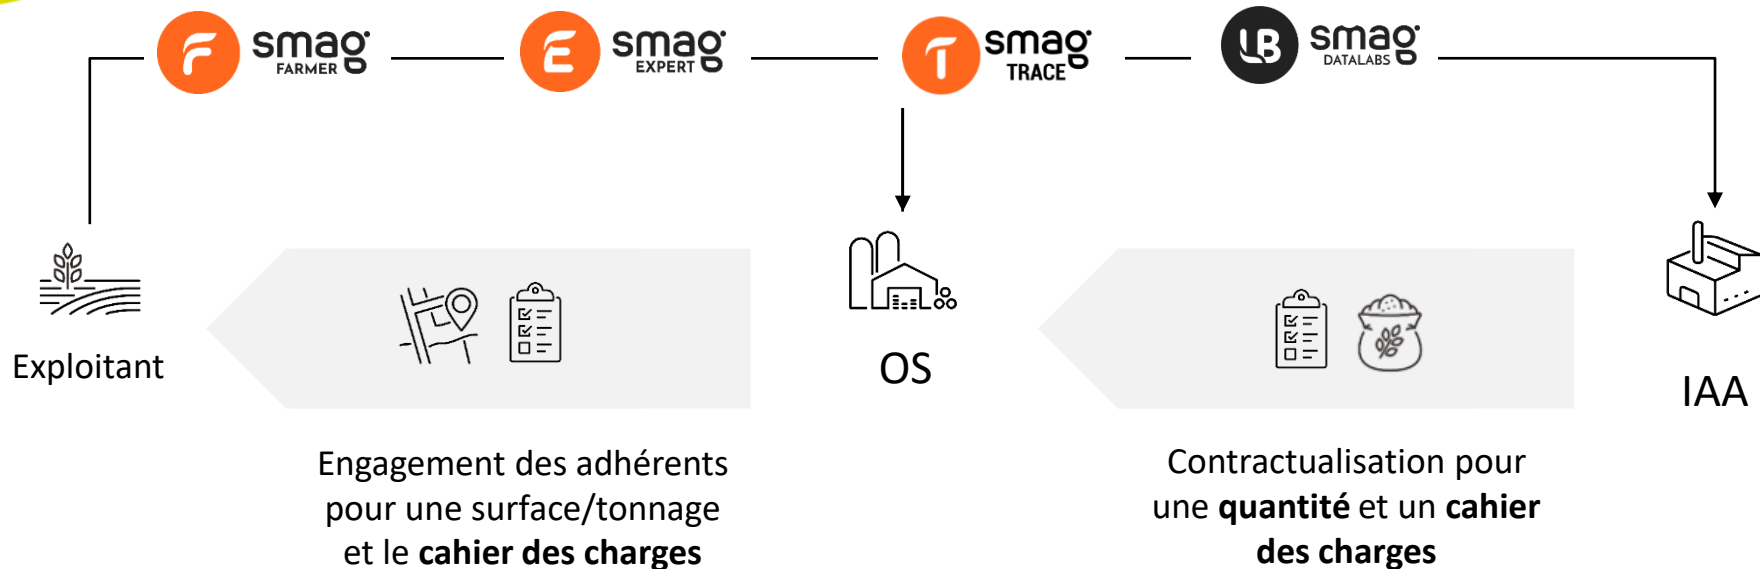 smag
FARMER
smag
EXPERT
smag
TRACE
smag
DATALABS
Exploitant
OS
IAA
Engagement des adhérents
pour une surface/tonnage
et le cahier des charges
Contractualisation pour
une quantité et un cahier
des charges